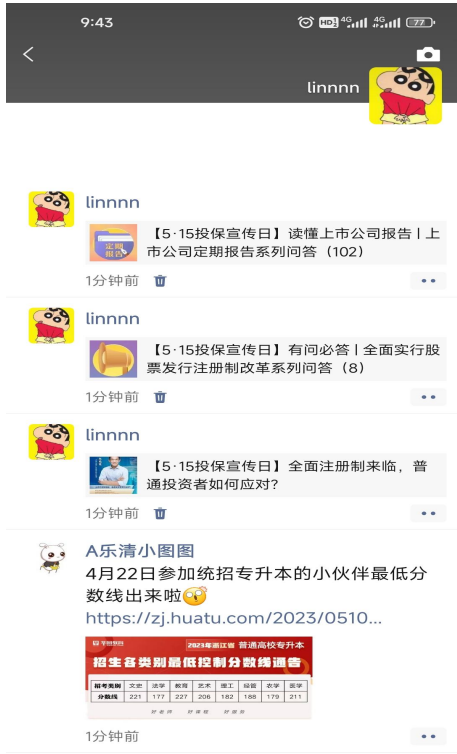 9:43
HD 4G 4G 77
linnnn
linnnn
【5·15投保宣传日】读懂上市公司报告 | 上
市公司定期报告系列问答（102）
定期
报告
1分钟前
linnnn
【5·15投保宣传日】有问必答 | 全面实行股
票发行注册制改革系列问答（8）
1分钟前
linnnn
【5·15投保宣传日】全面注册制来临，普
通投资者如何应对?
1分钟前
A乐清小图图
4月22日参加统招专升本的小伙伴最低分
数线出来啦
https://zj.huatu.com/2023/0510...
2023年浙江省 普通高校专升本
招生各类别最低控制分数线通告
招考类别 文史 法学 教育 艺术 理工 经管 农学 医学
分数线 221 177 227 206 182 188 179 211
好老师 好课程 好服务
1分钟前